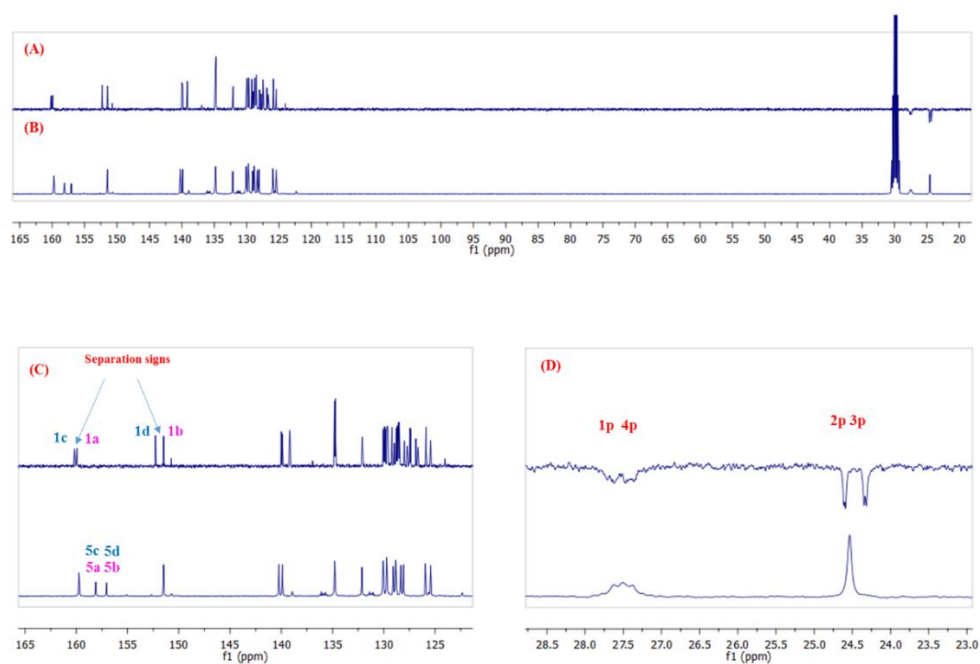 (A)
(B)
165 160 155 150 145 140 135 130 125 120 115 110 105 100 95 90 85 80 75 70 65 60 55 50 45 40 35 30 25 20
f1 (ppm)
(C)
Separation signs
1c 1a 1d 1b
5c 5d
5a 5b
165 160 155 150 145 140 135 130 125
f1 (ppm)
(D)
1p 4p 2p 3p
28.5 28.0 27.5 27.0 26.5 26.0 25.5 25.0 24.5 24.0 23.5 23.0
f1 (ppm)